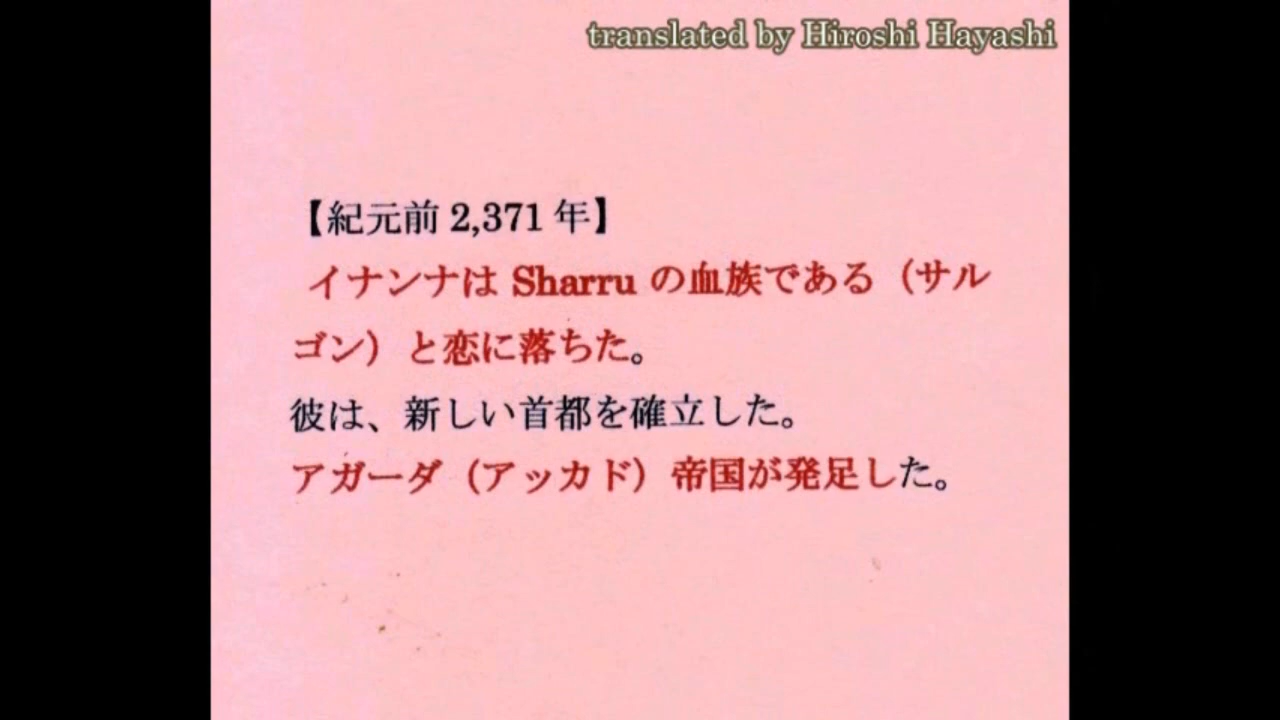 translated by Hiroshi Hayashi
【紀元前 2,371 年】
イナンナは Sharru の血族である（サル
ゴン）と恋に落ちた。
彼は、新しい首都を確立した。
アガーダ（アッカド）帝国が発足した。